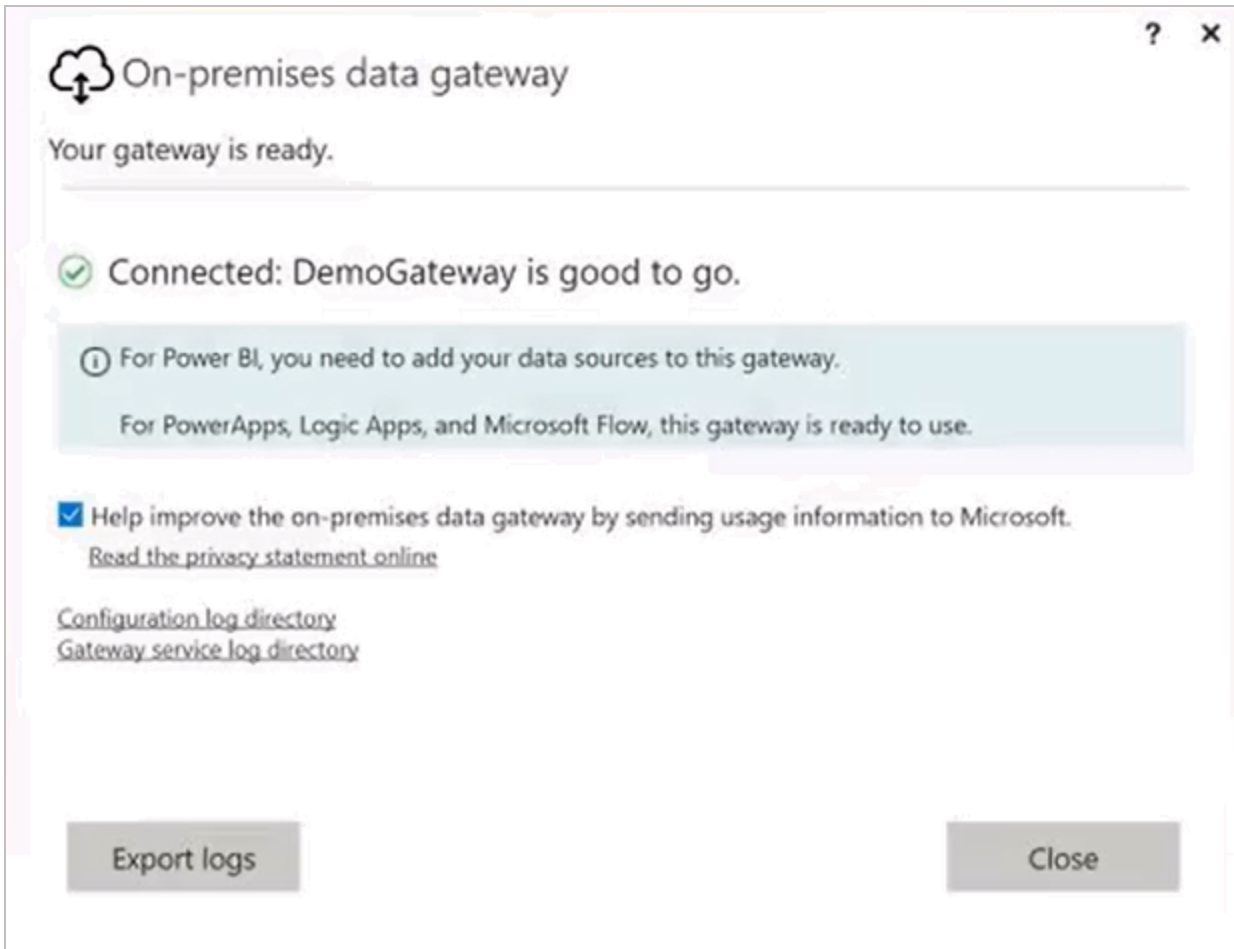 ? ×
On-premises data gateway
Your gateway is ready.
Connected: DemoGateway is good to go.
For Power BI, you need to add your data sources to this gateway.
For PowerApps, Logic Apps, and Microsoft Flow, this gateway is ready to use.
Help improve the on-premises data gateway by sending usage information to Microsoft.
Read the privacy statement online
Configuration log directory
Gateway service log directory
Export logs Close